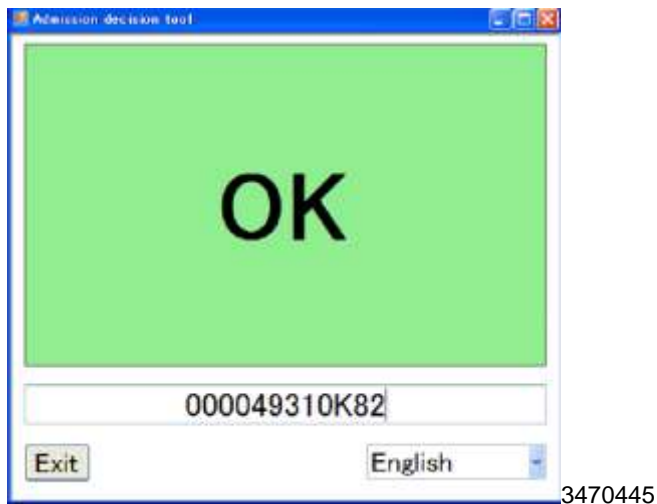 Admission decision tool
OK
000049310K82
Exit
English
3470445